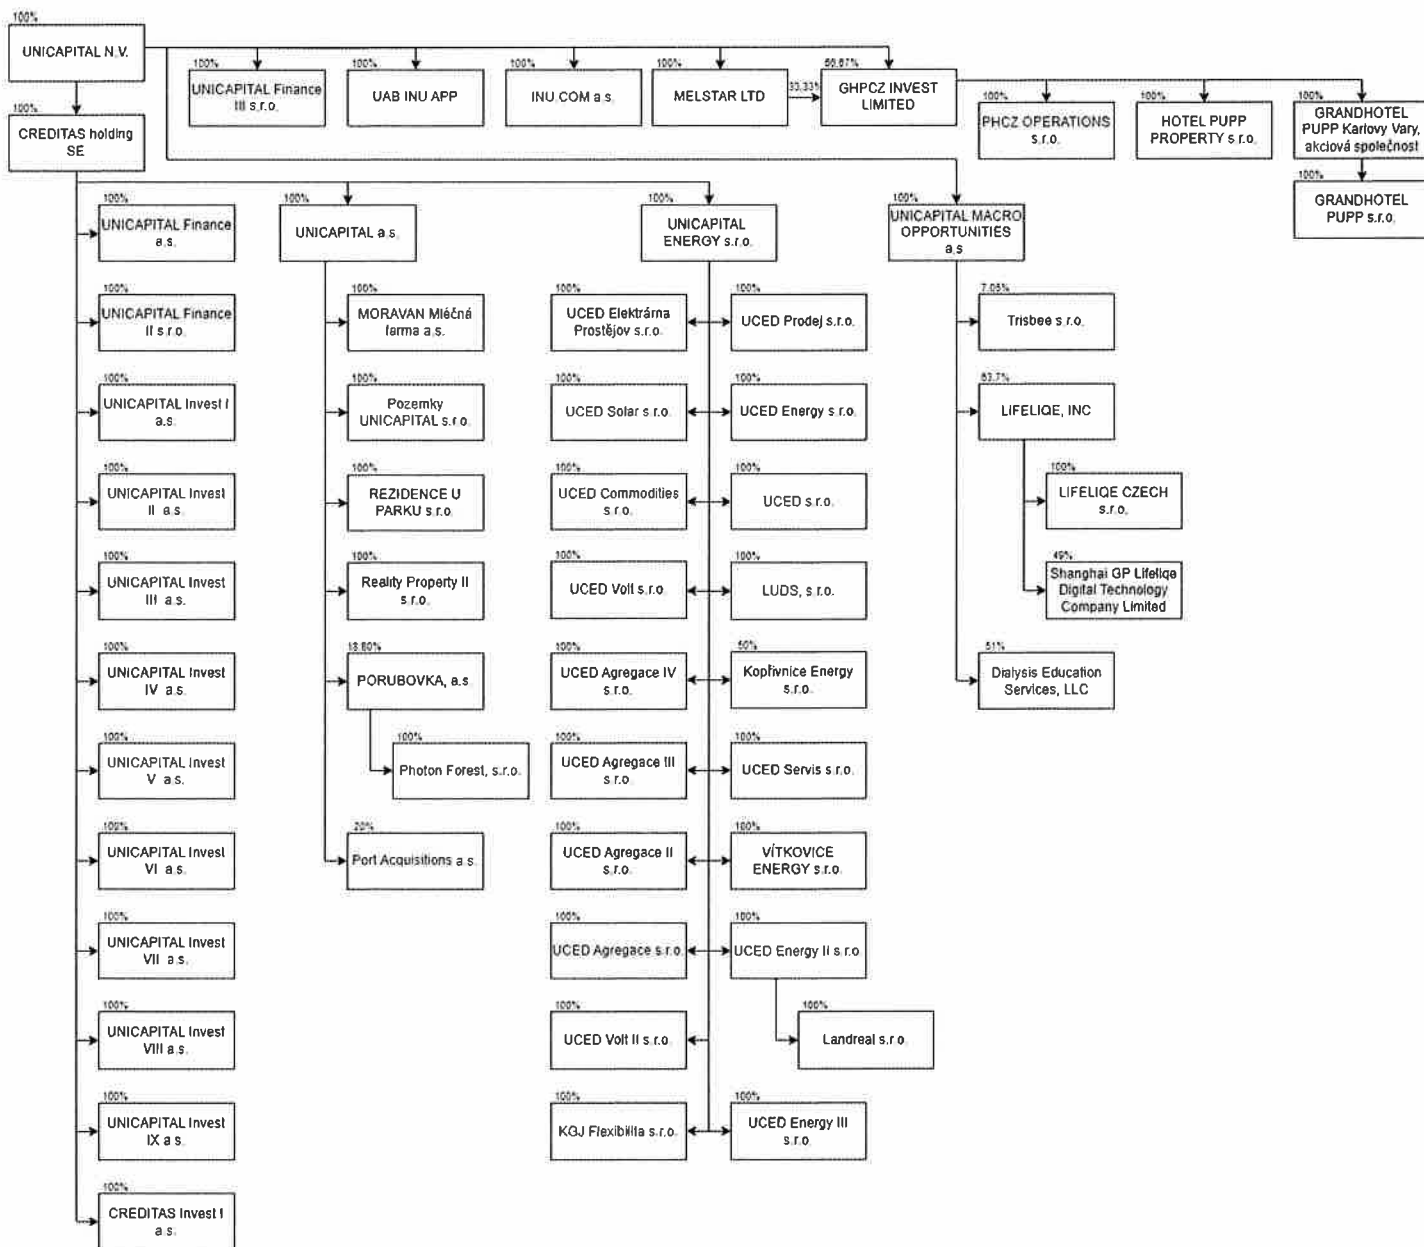 100%
UNICAPITAL N.V.
100%
UNICAPITAL Finance
III s.r.o.
100%
UAB INU APP
100%
INU.COM a.s.
100%
MELSTAR LTD
33,33%
66,67%
GHPCZ INVEST
LIMITED
100%
PHCZ OPERATIONS
s.r.o.
100%
HOTEL PUPP
PROPERTY s.r.o.
100%
GRANDHOTEL
PUPP Karlovy Vary,
akciová společnost
100%
GRANDHOTEL
PUPP s.r.o.
100%
CREDITAS holding
SE
100%
UNICAPITAL Finance
a.s.
100%
UNICAPITAL a.s.
100%
UNICAPITAL
ENERGY s.r.o.
100%
UNICAPITAL MACRO
OPPORTUNITIES
a.s
100%
UNICAPITAL Finance
II s.r.o.
100%
MORAVAN Mléčná
farma a.s.
100%
UCED Elektrárna
Prostějov s.r.o.
100%
UCED Prodej s.r.o.
7.05%
Trisbee s.r.o.
100%
UNICAPITAL Invest I
a.s.
100%
Pozemky
UNICAPITAL s.r.o.
100%
UCED Solar s.r.o.
100%
UCED Energy s.r.o.
83,7%
LIFELIQE, INC
100%
UNICAPITAL Invest
II a.s.
100%
REZIDENCE U
PARKU s.r.o.
100%
UCED Commodities
s.r.o.
100%
UCED s.r.o.
100%
LIFELIQE CZECH
s.r.o.
100%
UNICAPITAL Invest
III a.s.
100%
Reality Property II
s.r.o.
100%
UCED Volt s.r.o.
100%
LUDS, s.r.o.
49%
Shanghai GP Lifeliqe
Digital Technology
Company Limited
100%
UNICAPITAL Invest
IV a.s.
18.60%
PORUBOVKA, a.s.
100%
UCED Agregace IV
s.r.o.
50%
Kopřivnice Energy
s.r.o.
51%
Dialysis Education
Services, LLC
100%
UNICAPITAL Invest
V a.s.
100%
Photon Forest, s.r.o.
100%
UCED Agregace III
s.r.o.
100%
UCED Servis s.r.o.
100%
UNICAPITAL Invest
VI a.s.
20%
Port Acquisitions a.s.
100%
UCED Agregace II
s.r.o.
100%
VÍTKOVICE
ENERGY s.r.o.
100%
UNICAPITAL Invest
VII a.s.
100%
UCED Agregace s.r.o.
100%
UCED Energy II s.r.o.
100%
UNICAPITAL Invest
VIII a.s.
100%
UCED Volt II s.r.o.
100%
Landreal s.r.o.
100%
UNICAPITAL Invest
IX a.s.
100%
KGJ Flexibilita s.r.o.
100%
UCED Energy III
s.r.o.
100%
CREDITAS Invest I
a.s.